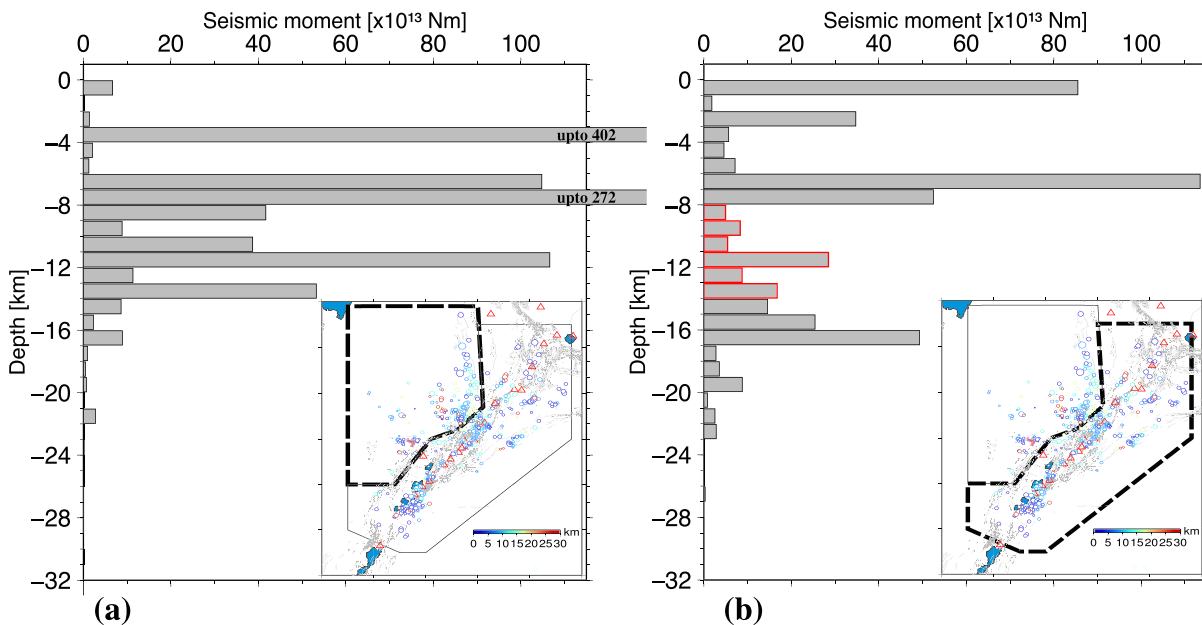 Seismic moment [x10¹³ Nm]
0 20 40 60 80 100
0
−4
−8
−12
−16
−20
−24
−28
−32
Depth [km]
upto 402
upto 272
km
0 5 10 15 20 25 30
(a)
Seismic moment [x10¹³ Nm]
0 20 40 60 80 100
0
−4
−8
−12
−16
−20
−24
−28
−32
Depth [km]
km
0 5 10 15 20 25 30
(b)